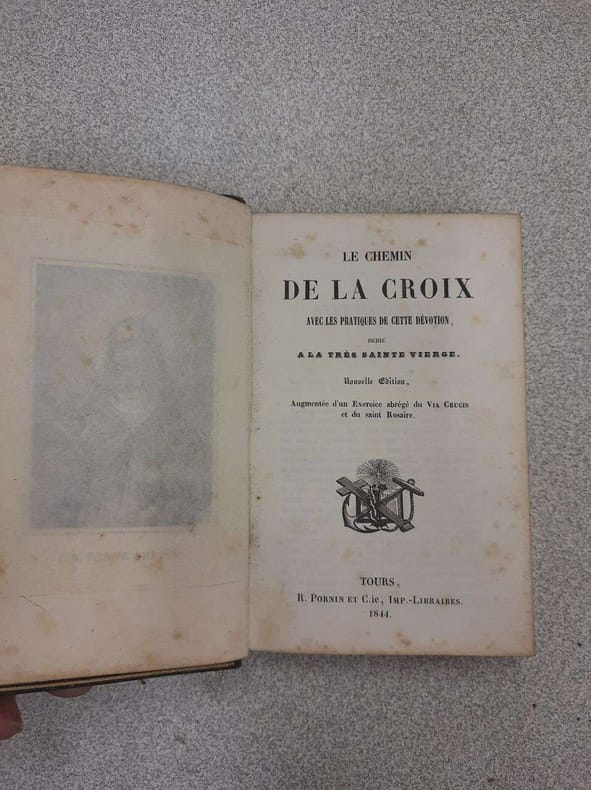 LE CHEMIN
DE LA CROIX
AVEC LES PRATIQUES DE CETTE DÉVOTION,
DÉDIÉ
A LA TRÈS SAINTE VIERGE.
Nouvelle Edition,
Augmentée d'un Exercice abrégé du VIA CRUCIS
et du saint Rosaire.
TOURS,
R. PORNIN ET C.ie, IMP.-LIBRAIRES.
1844.